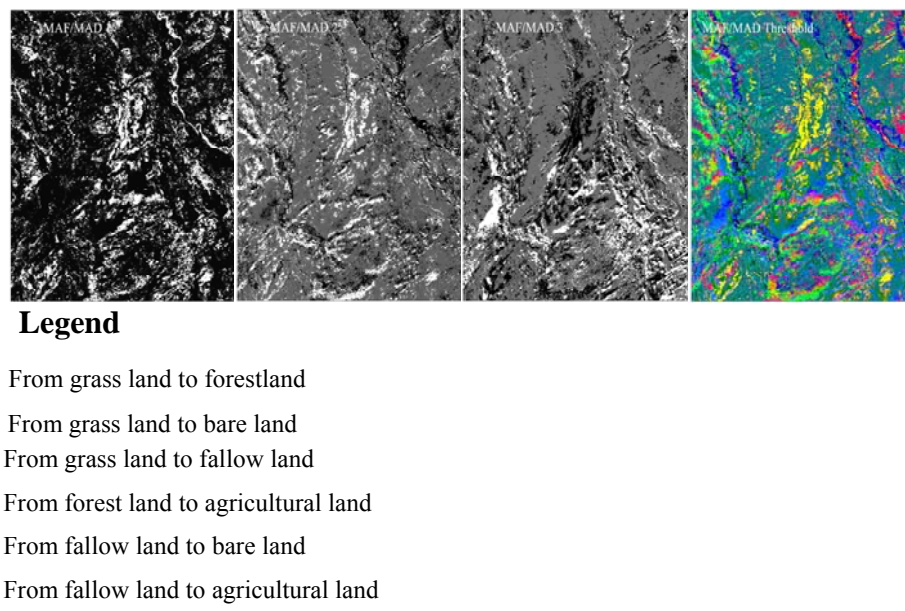 MAF/MAD MAF/MAD 2 MAF/MAD 3 MAF/MAD Threshold
Legend
From grass land to forestland
From grass land to bare land
From grass land to fallow land
From forest land to agricultural land
From fallow land to bare land
From fallow land to agricultural land